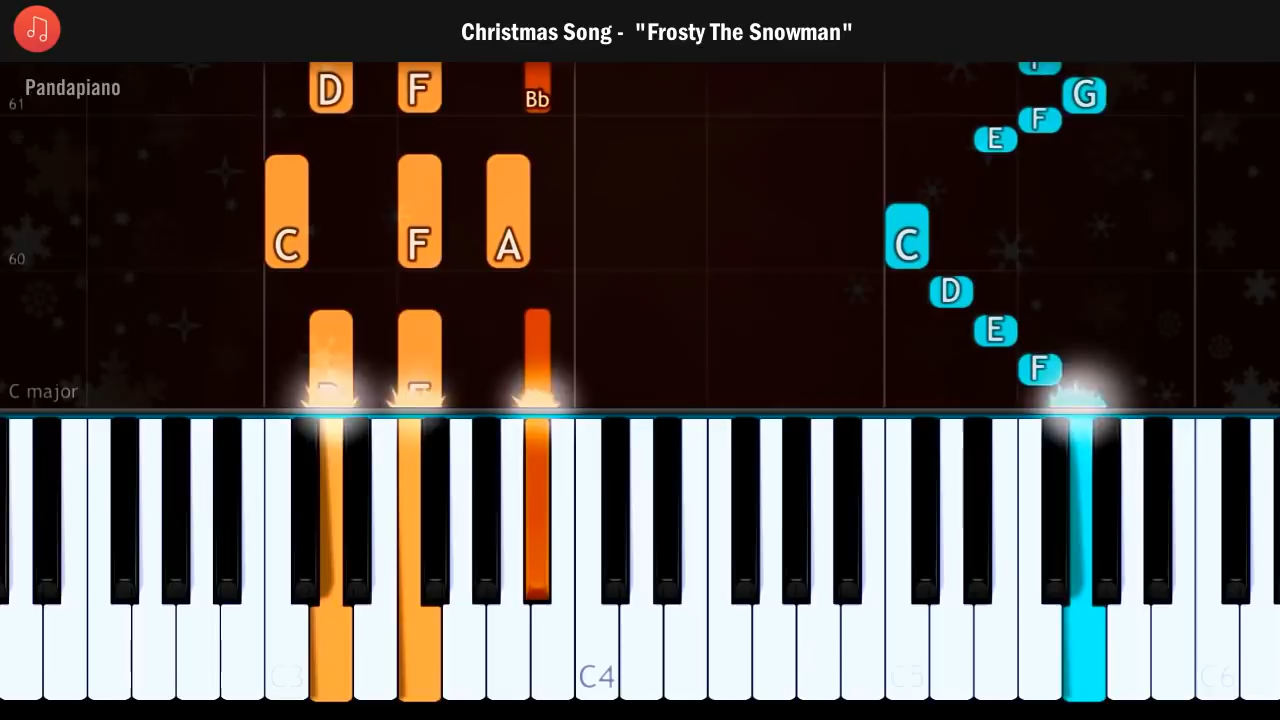 Christmas Song - "Frosty The Snowman"
Pandapiano
61
D F Bb
G
F
E
C F A
C
60
D
E
F
C major
C3 C4 C5 C6